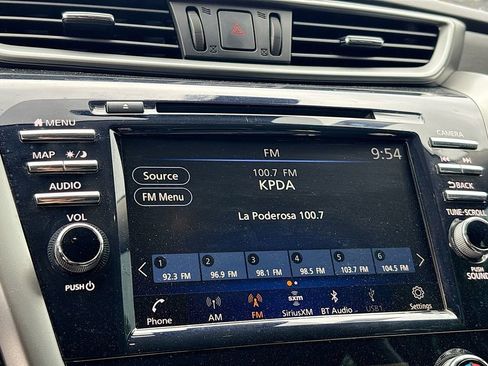 MENU
CAMERA
MAP
FM
9:54
Source
100.7 FM
KPDA
FM Menu
BACK
AUDIO
La Poderosa 100.7
VOL
TUNE·SCROLL
1 2 3 4 5 6
92.3 FM 96.9 FM 98.1 FM 98.5 FM 103.7 FM 104.5 FM
PUSH
PUSH
SOUND
Phone AM FM sxm SiriusXM BT Audio USB1 Settings